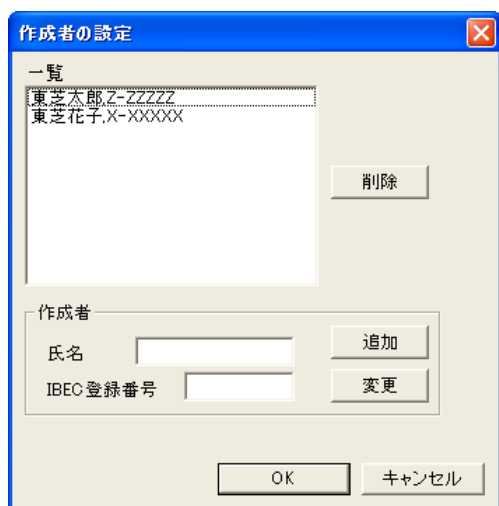 作成者の設定
一覧
東芝太郎,Z-ZZZZZ
東芝花子,X-XXXXX
削除
作成者
氏名
追加
IBEC登録番号
変更
OK
キャンセル